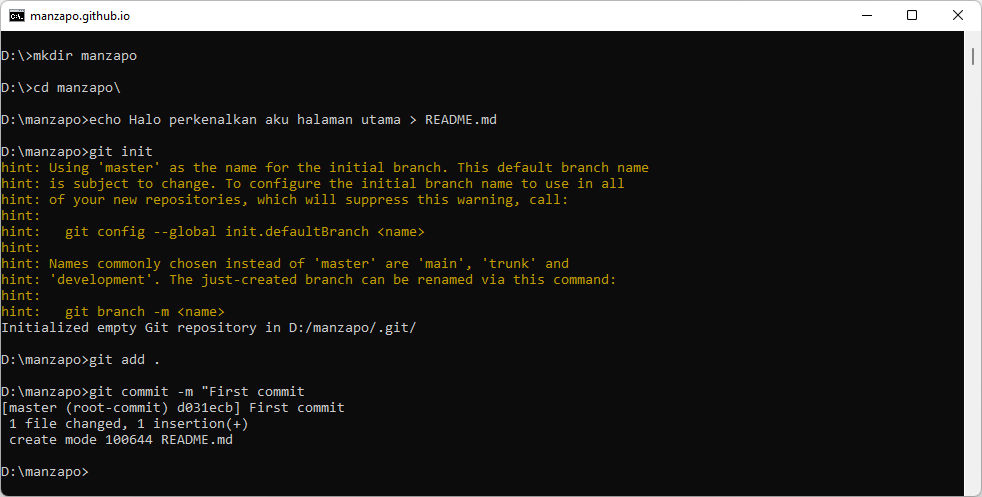 manzapo.github.io
D:\>mkdir manzapo
D:\>cd manzapo\
D:\manzapo>echo Halo perkenalkan aku halaman utama > README.md
D:\manzapo>git init
hint: Using 'master' as the name for the initial branch. This default branch name
hint: is subject to change. To configure the initial branch name to use in all
hint: of your new repositories, which will suppress this warning, call:
hint:
hint:   git config --global init.defaultBranch <name>
hint:
hint: Names commonly chosen instead of 'master' are 'main', 'trunk' and
hint: 'development'. The just-created branch can be renamed via this command:
hint:
hint:   git branch -m <name>
Initialized empty Git repository in D:/manzapo/.git/
D:\manzapo>git add .
D:\manzapo>git commit -m "First commit
[master (root-commit) d031ecb] First commit
 1 file changed, 1 insertion(+)
 create mode 100644 README.md
D:\manzapo>